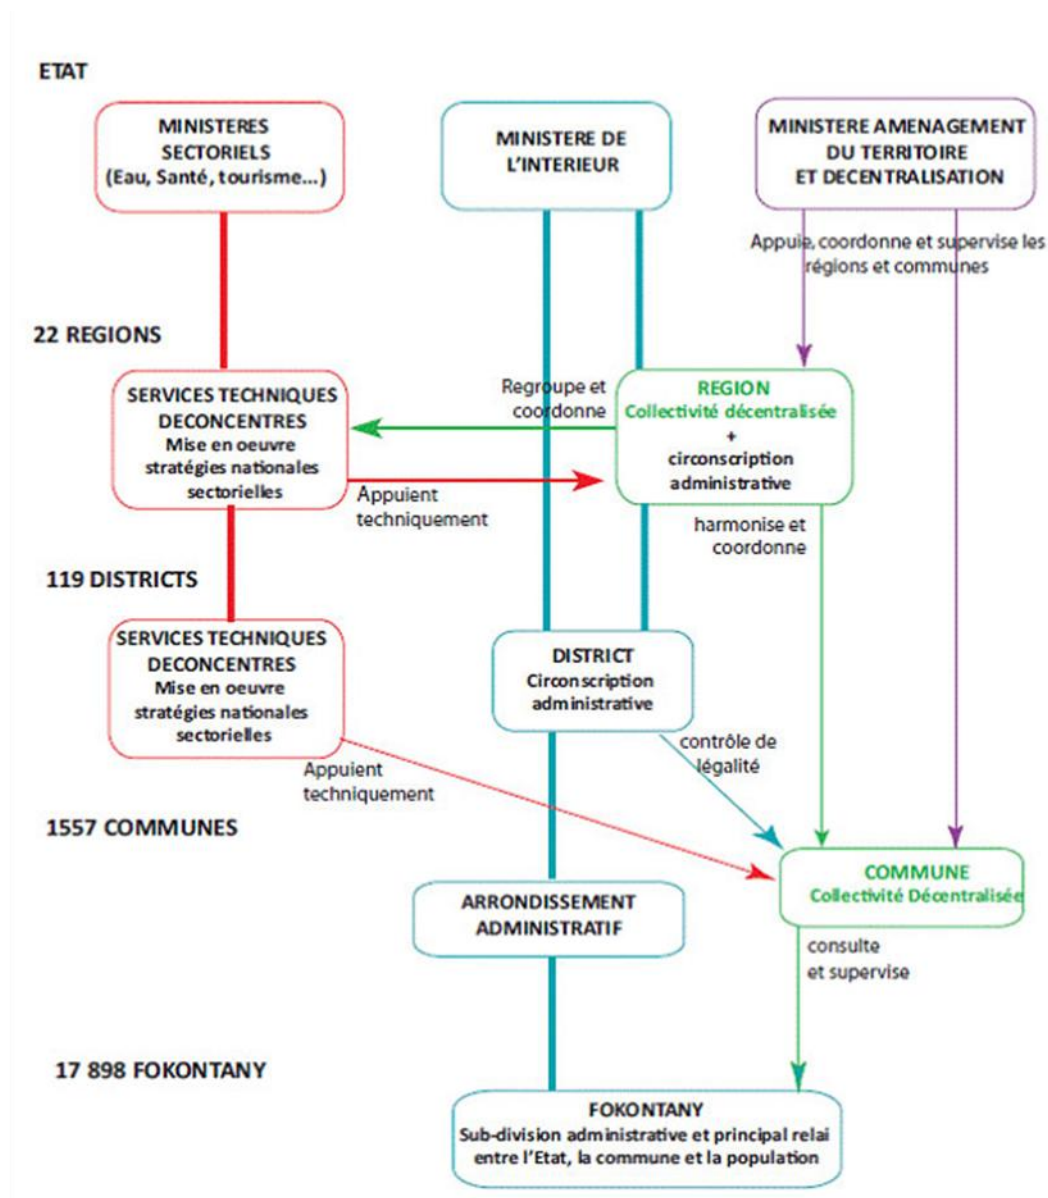 ETAT
MINISTERES
SECTORIELS
(Eau, Santé, tourisme...)
MINISTERE DE
L'INTERIEUR
MINISTERE AMENAGEMENT
DU TERRITOIRE
ET DECENTRALISATION
Appuie, coordonne et supervise les
régions et communes
22 REGIONS
SERVICES TECHNIQUES
DECONCENTRES
Mise en oeuvre
stratégies nationales
sectorielles
Regroupe et
coordonne
REGION
Collectivité décentralisée
+
circonscription
administrative
Appuient
techniquement
harmonise et
coordonne
119 DISTRICTS
SERVICES TECHNIQUES
DECONCENTRES
Mise en oeuvre
stratégies nationales
sectorielles
DISTRICT
Circonscription
administrative
contrôle de
légalité
Appuient
techniquement
1557 COMMUNES
COMMUNE
Collectivité Décentralisée
ARRONDISSEMENT
ADMINISTRATIF
consulte
et supervise
17 898 FOKONTANY
FOKONTANY
Sub-division administrative et principal relai
entre l'Etat, la commune et la population